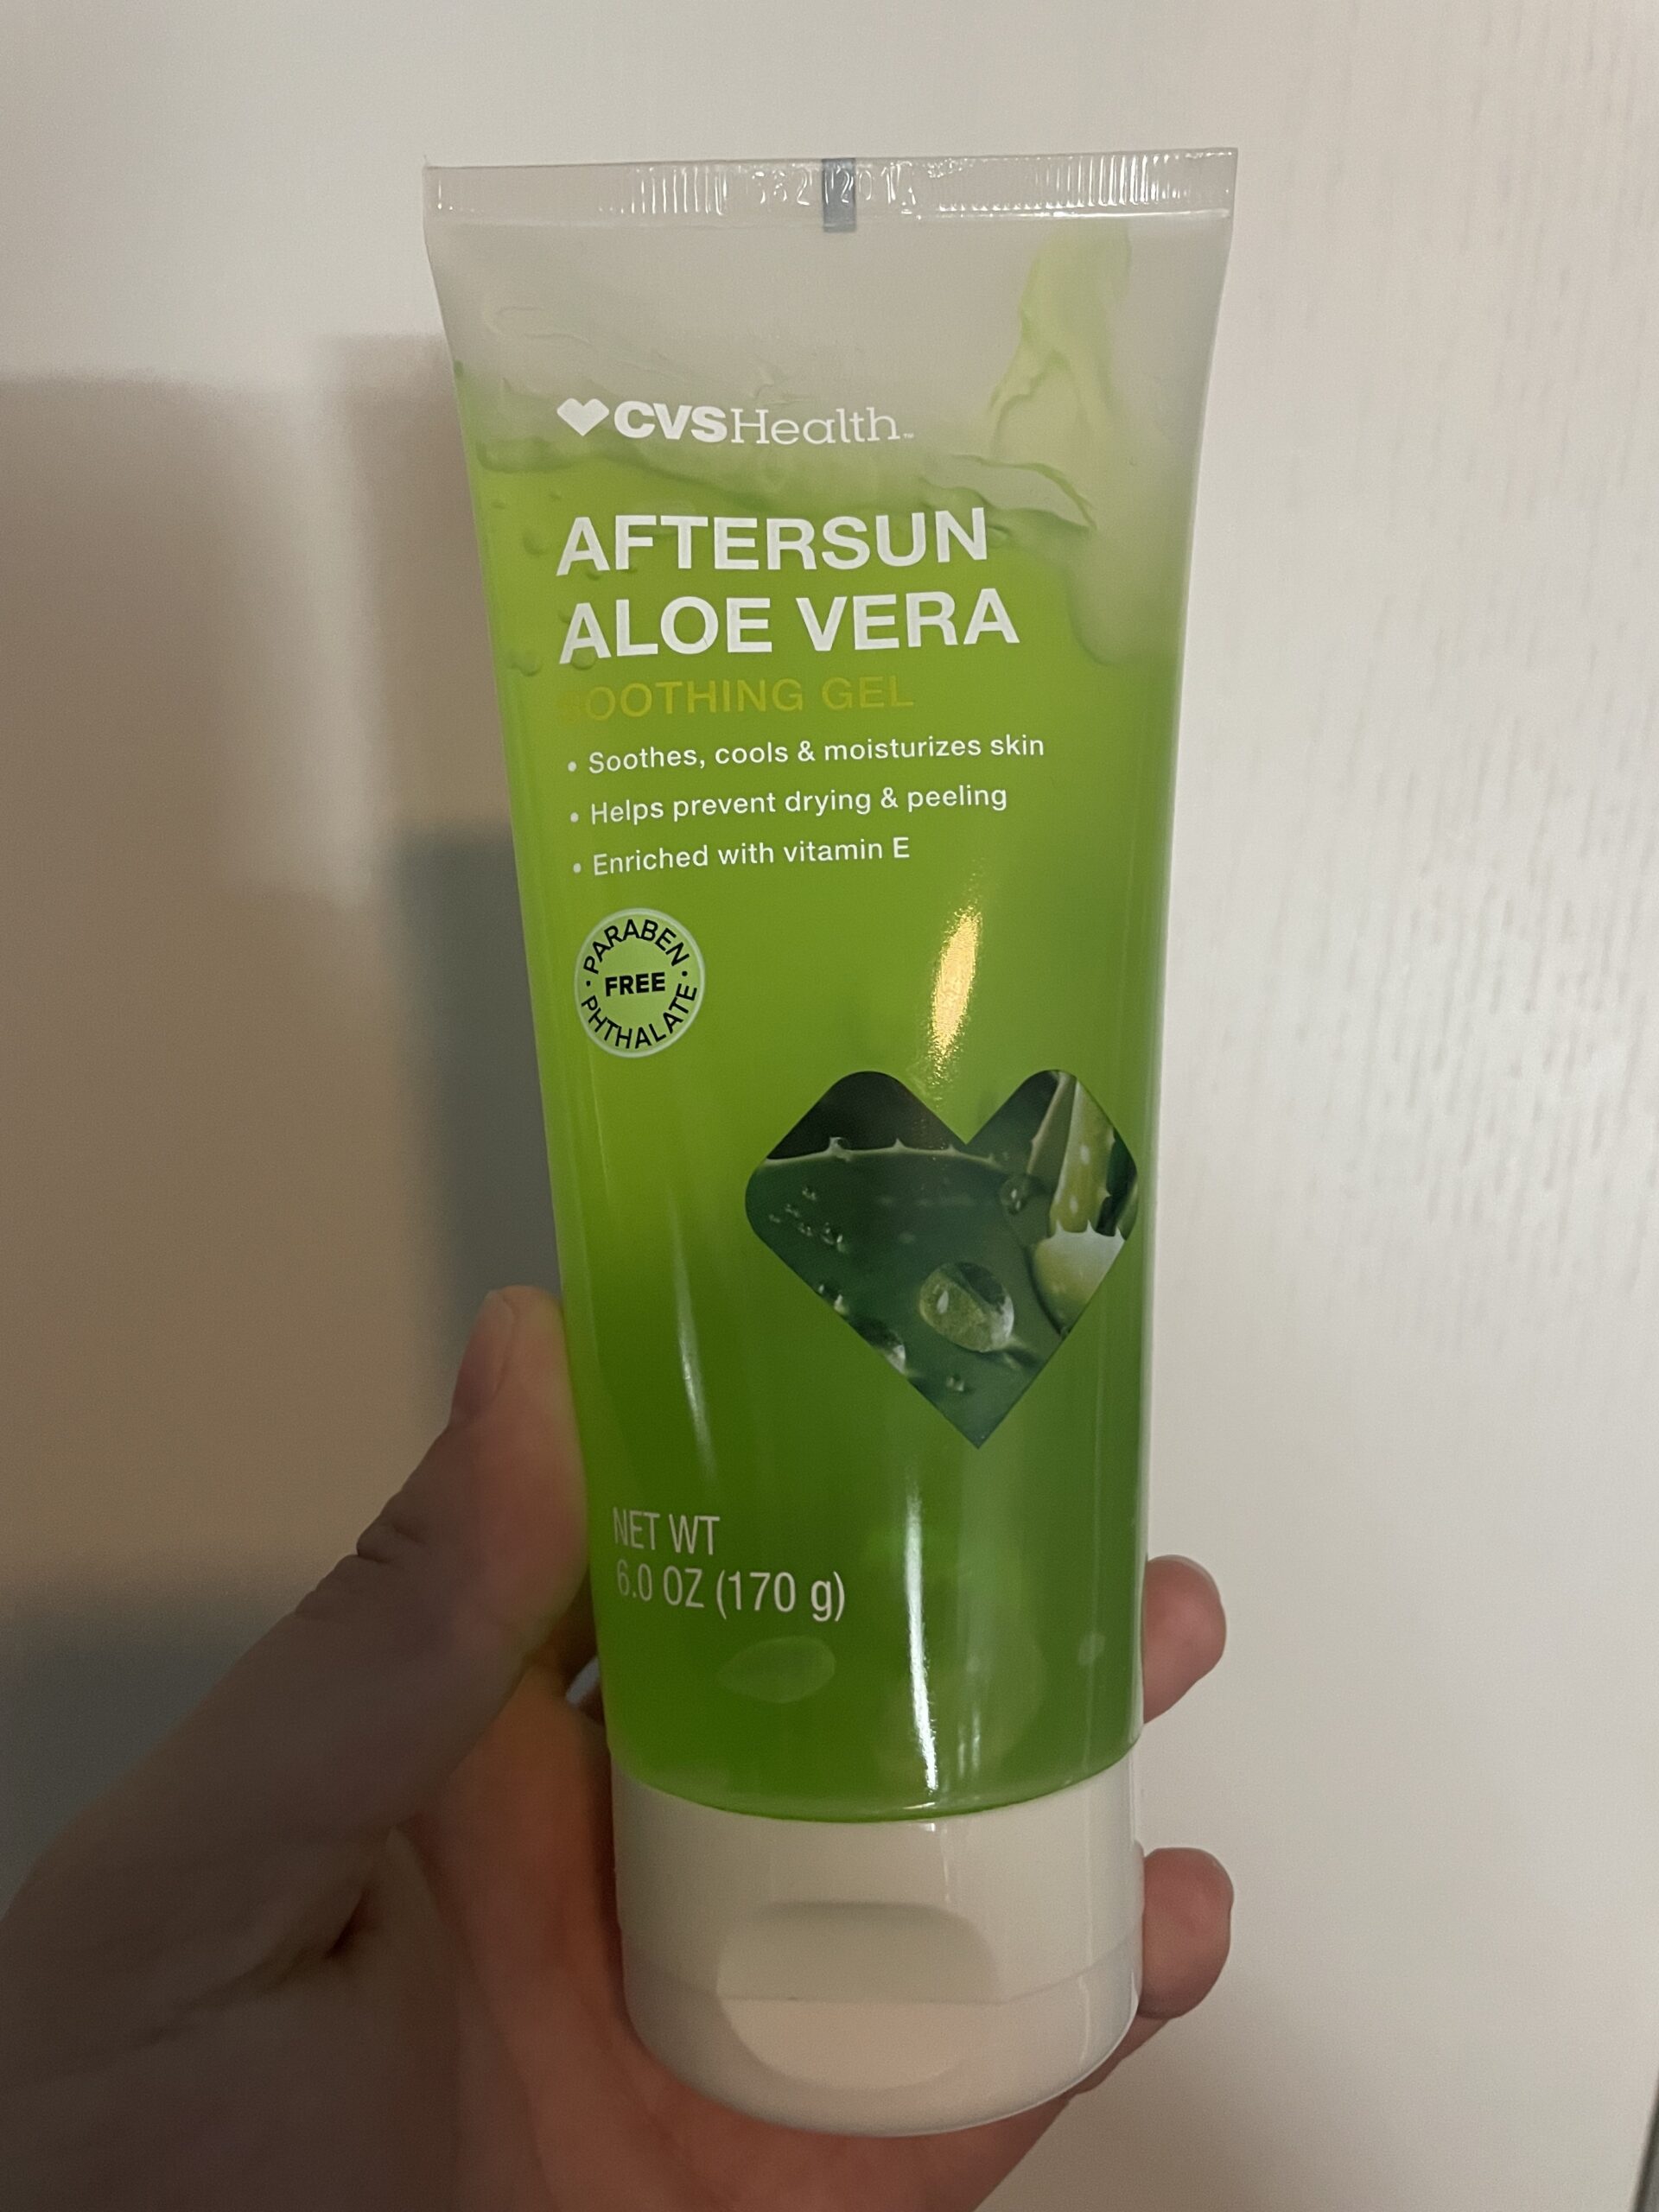 CVSHealth™
AFTERSUN
ALOE VERA
SOOTHING GEL
• Soothes, cools & moisturizes skin
• Helps prevent drying & peeling
• Enriched with vitamin E
• PARABEN •
FREE
PHTHALATE
NET WT
6.0 OZ (170 g)